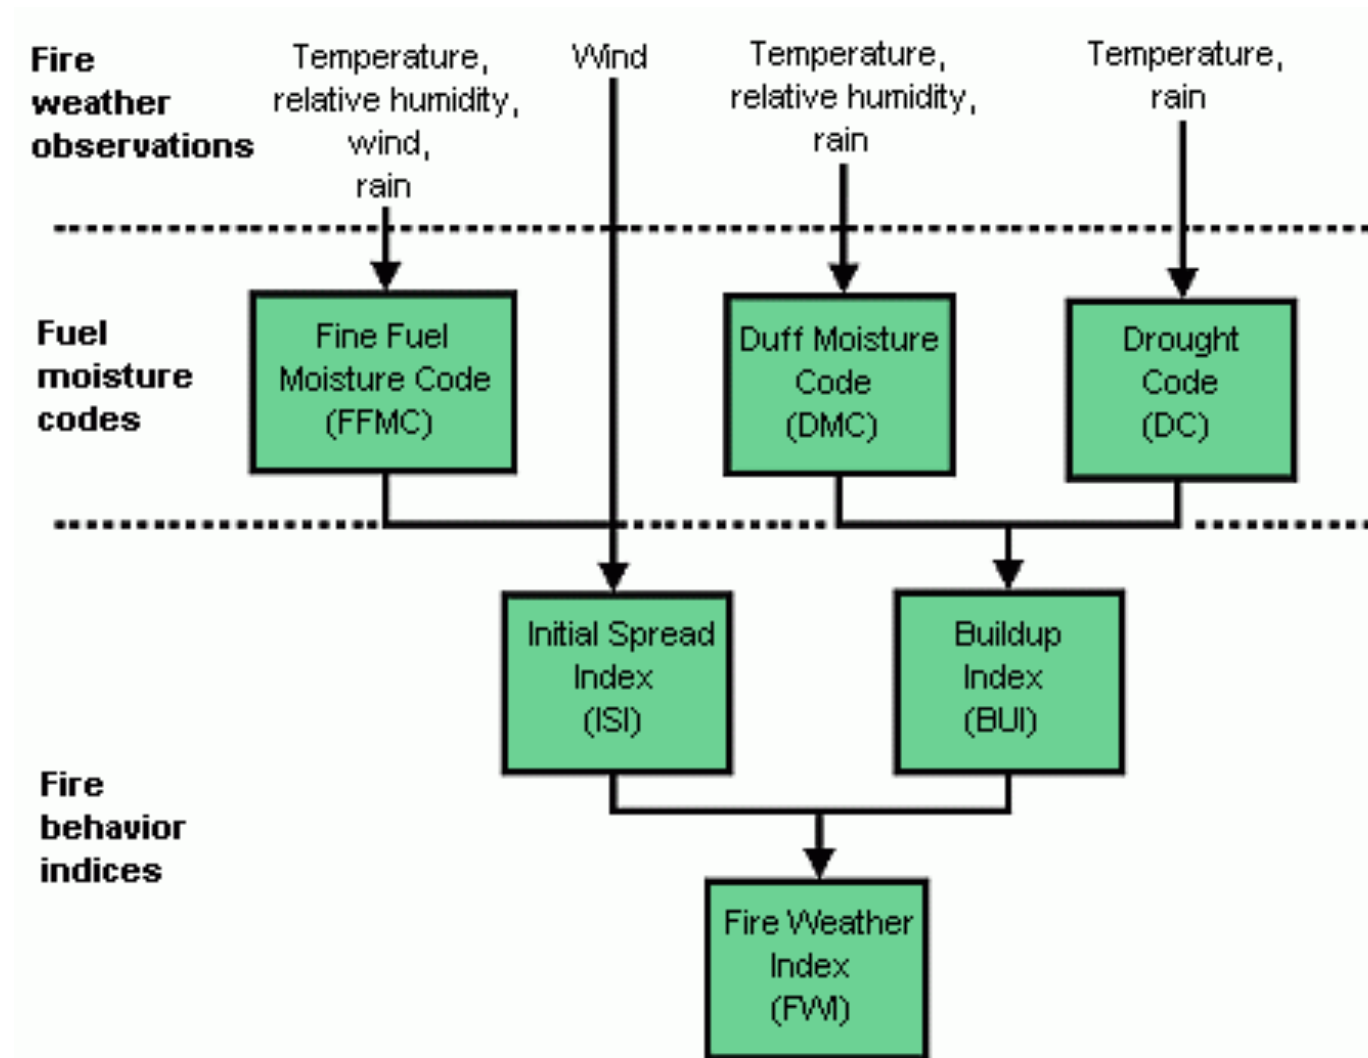 Fire
weather
observations
Temperature,
relative humidity,
wind,
rain
Wind
Temperature,
relative humidity,
rain
Temperature,
rain
Fuel
moisture
codes
Fine Fuel
Moisture Code
(FFMC)
Duff Moisture
Code
(DMC)
Drought
Code
(DC)
Fire
behavior
indices
Initial Spread
Index
(ISI)
Buildup
Index
(BUI)
Fire Weather
Index
(FWI)